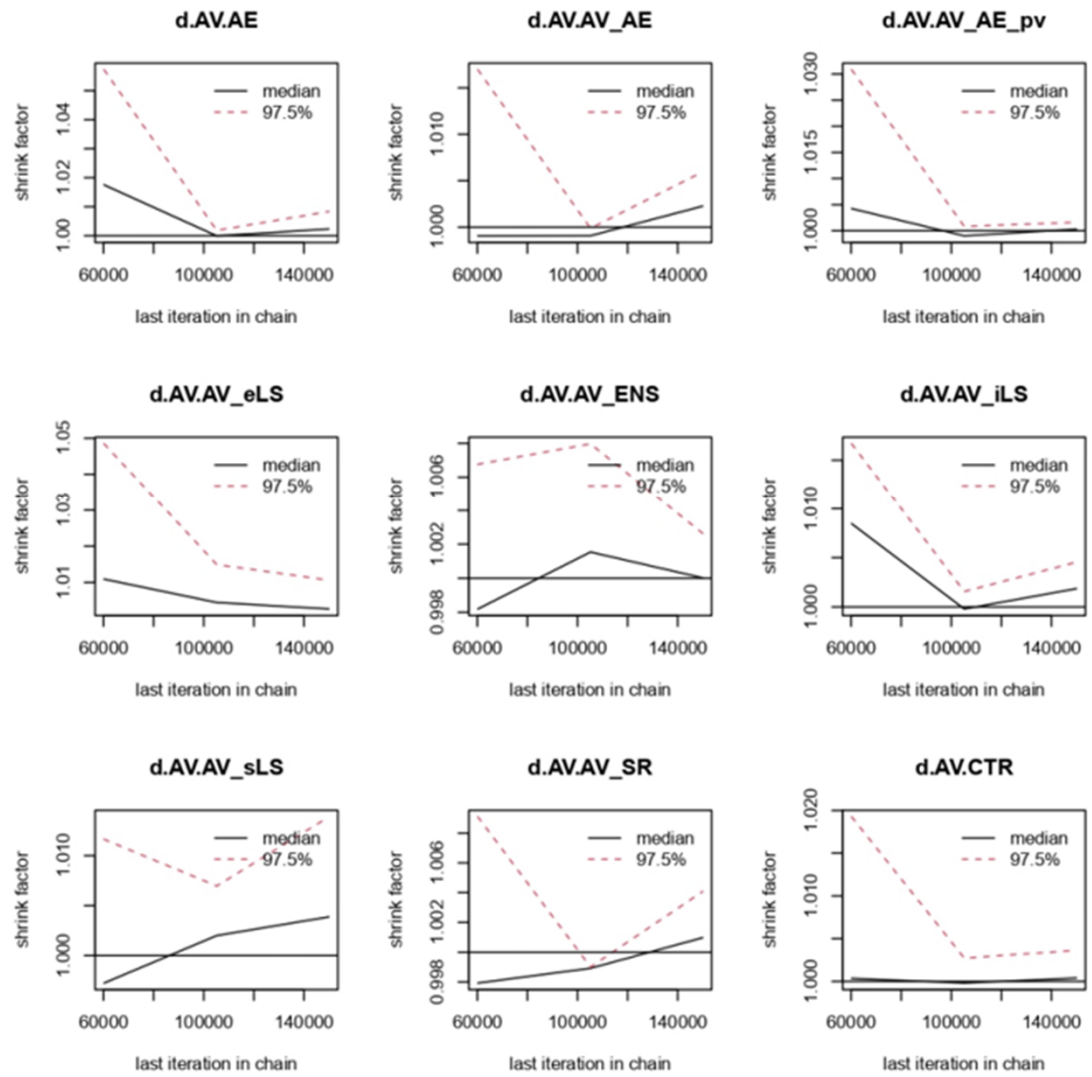 d.AV.AE
d.AV.AV_AE
d.AV.AV_AE_pv
shrink factor
1.00 1.02 1.04
median
97.5%
60000 100000 140000
last iteration in chain
shrink factor
1.000 1.010
median
97.5%
60000 100000 140000
last iteration in chain
shrink factor
1.000 1.015 1.030
median
97.5%
60000 100000 140000
last iteration in chain
d.AV.AV_eLS
d.AV.AV_ENS
d.AV.AV_iLS
shrink factor
1.01 1.03 1.05
median
97.5%
60000 100000 140000
last iteration in chain
shrink factor
0.998 1.002 1.006
median
97.5%
60000 100000 140000
last iteration in chain
shrink factor
1.000 1.010
median
97.5%
60000 100000 140000
last iteration in chain
d.AV.AV_sLS
d.AV.AV_SR
d.AV.CTR
shrink factor
1.000 1.010
median
97.5%
60000 100000 140000
last iteration in chain
shrink factor
0.998 1.002 1.006
median
97.5%
60000 100000 140000
last iteration in chain
shrink factor
1.000 1.010 1.020
median
97.5%
60000 100000 140000
last iteration in chain